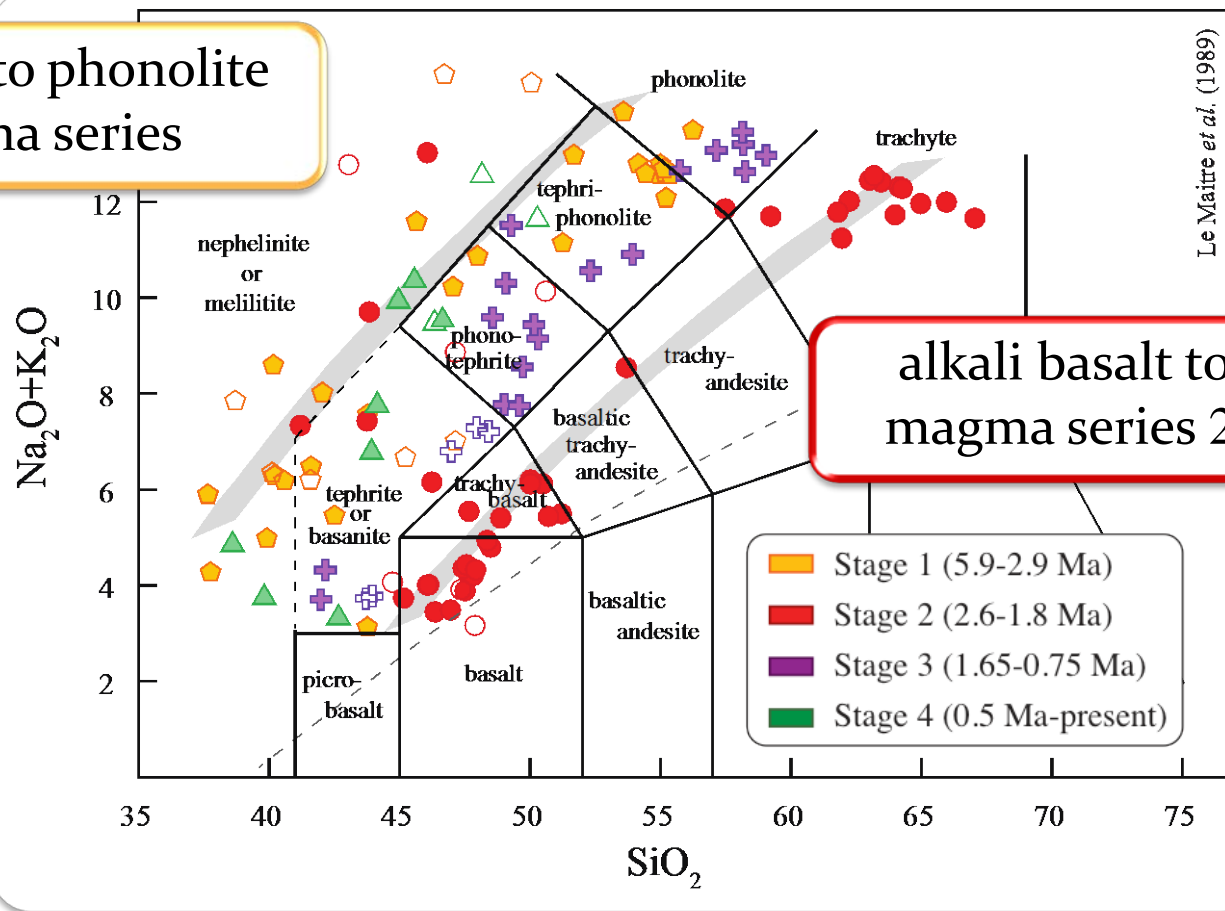 to phonolite
na series
phonolite
trachyte
Le Maitre et al. (1989)
tephri-
phonolite
nephelinite
or
melilitite
phono-
tephrite
trachy-
andesite
alkali basalt to
magma series 2
basaltic
trachy-
andesite
trachy-
basalt
tephrite
or
basanite
basaltic
andesite
basalt
picro-
basalt
Stage 1 (5.9-2.9 Ma)
Stage 2 (2.6-1.8 Ma)
Stage 3 (1.65-0.75 Ma)
Stage 4 (0.5 Ma-present)
Na₂O+K₂O
12
10
8
6
4
2
35 40 45 50 55 60 65 70 75
SiO₂